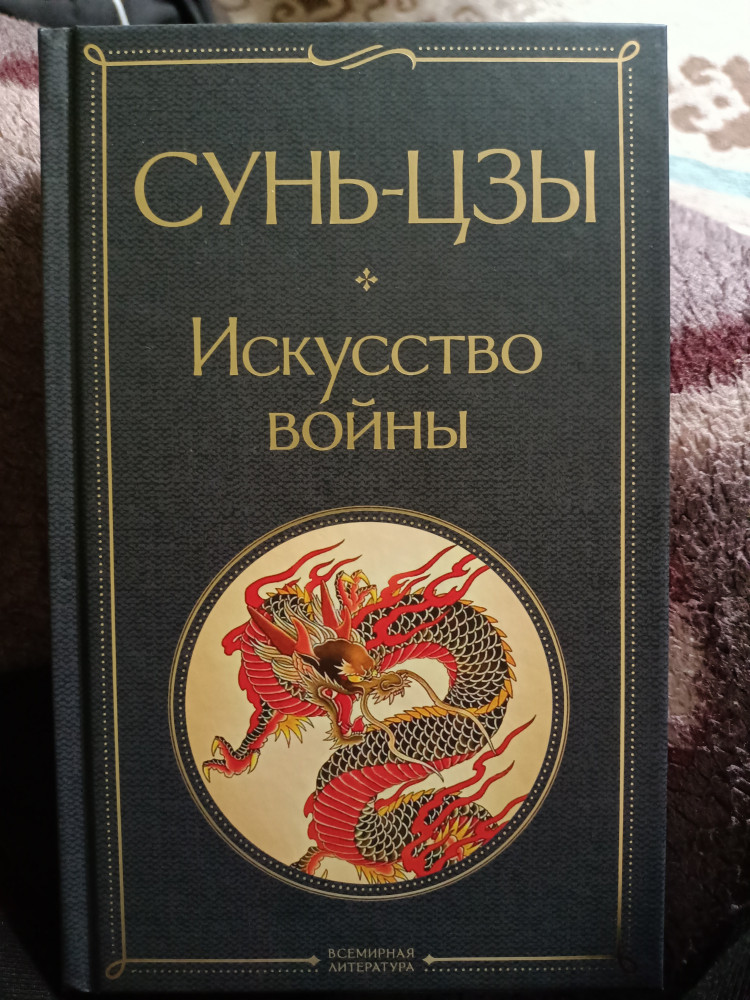 СУНЬ-ЦЗЫ
Искусство
войны
ВСЕМИРНАЯ
ЛИТЕРАТУРА